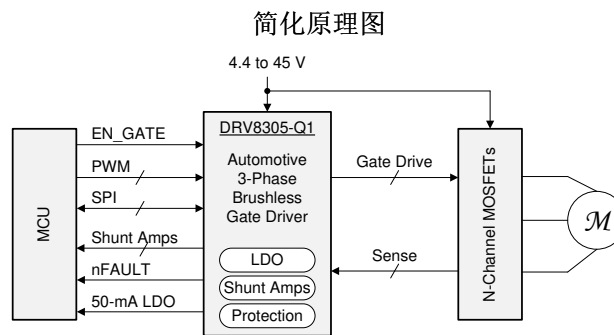 简化原理图
4.4 to 45 V
DRV8305-Q1
Automotive
3-Phase
Brushless
Gate Driver
LDO
Shunt Amps
Protection
MCU
EN_GATE
PWM
SPI
Shunt Amps
nFAULT
50-mA LDO
Gate Drive
Sense
N-Channel MOSFETs
M